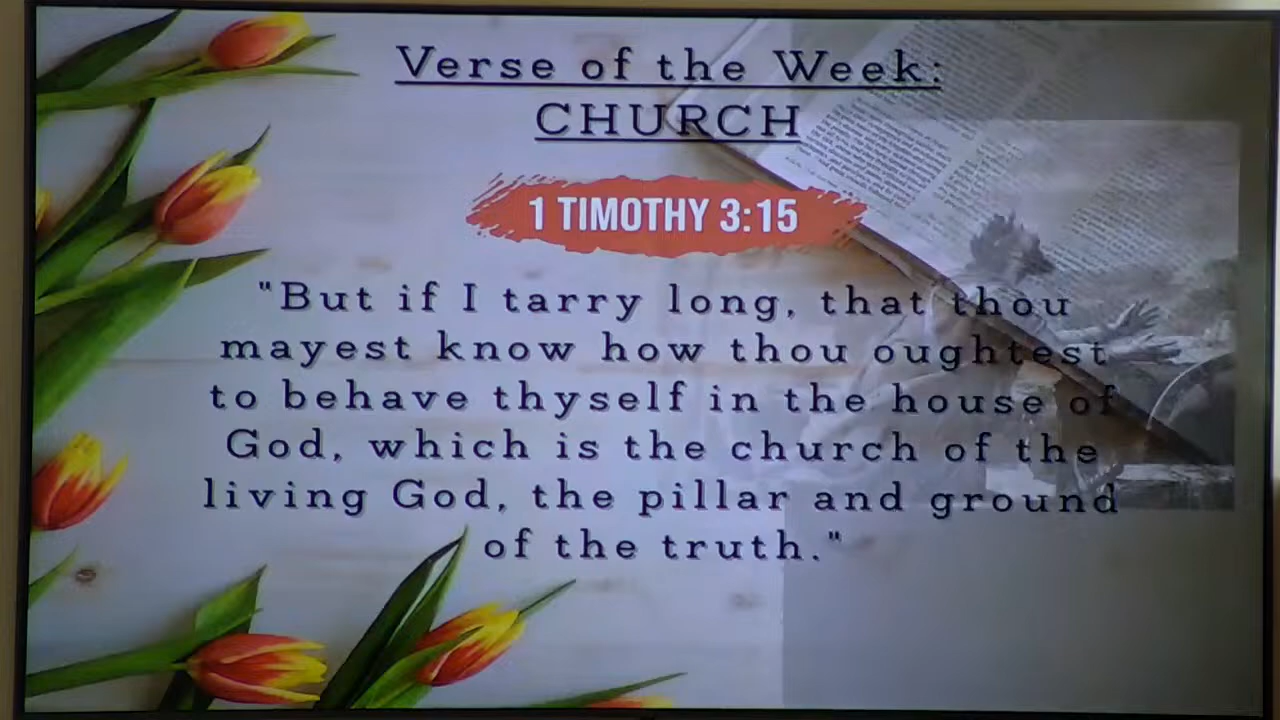 Verse of the Week:
CHURCH
1 TIMOTHY 3:15
"But if I tarry long, that thou
mayest know how thou oughtest
to behave thyself in the house of
God, which is the church of the
living God, the pillar and ground
of the truth."